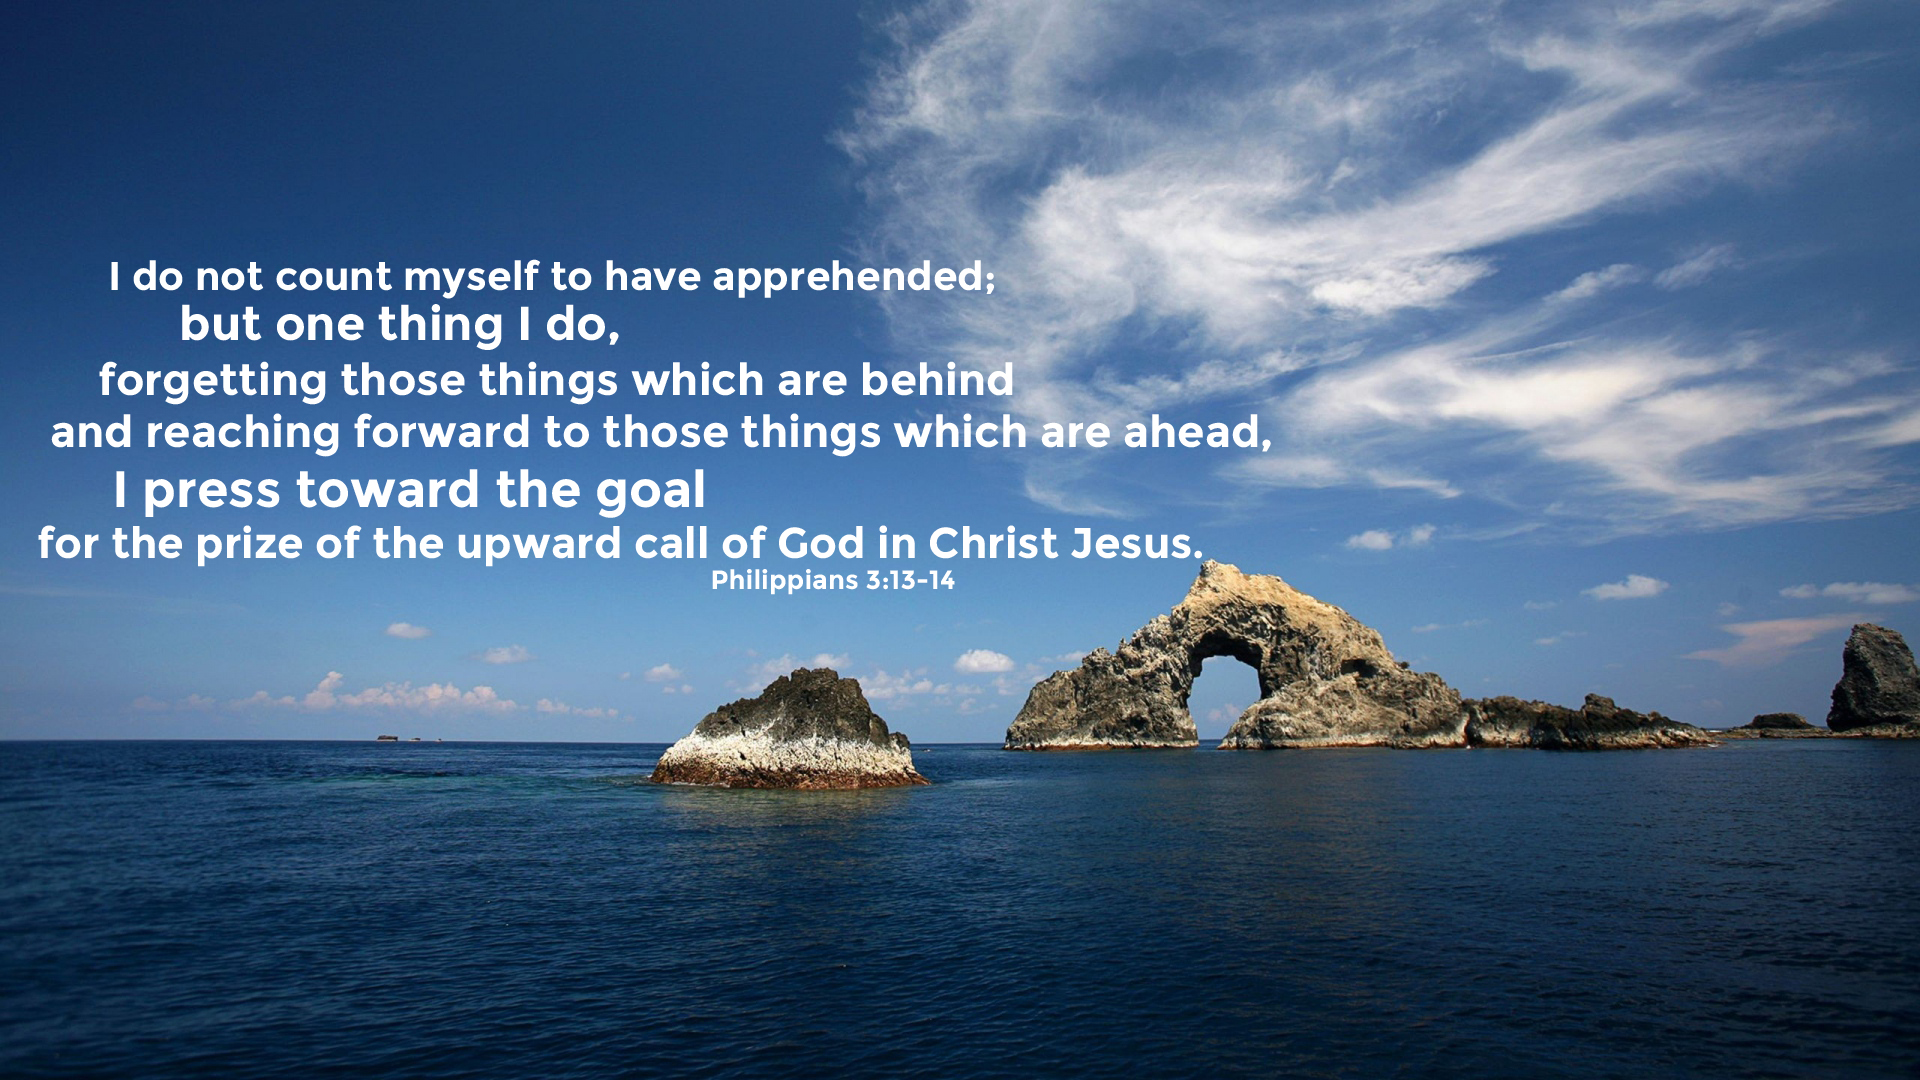 I do not count myself to have apprehended;
but one thing I do,
forgetting those things which are behind
and reaching forward to those things which are ahead,
I press toward the goal
for the prize of the upward call of God in Christ Jesus.
Philippians 3:13-14